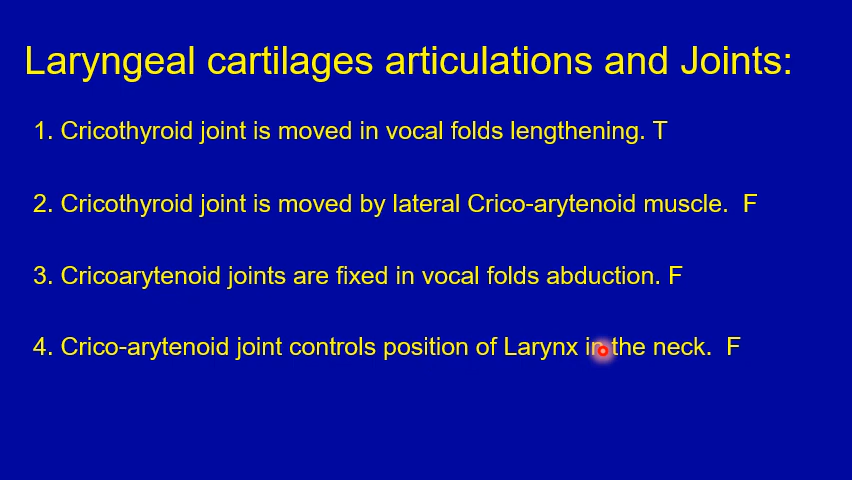 Laryngeal cartilages articulations and Joints:
1. Cricothyroid joint is moved in vocal folds lengthening. T
2. Cricothyroid joint is moved by lateral Crico-arytenoid muscle. F
3. Cricoarytenoid joints are fixed in vocal folds abduction. F
4. Crico-arytenoid joint controls position of Larynx in the neck. F